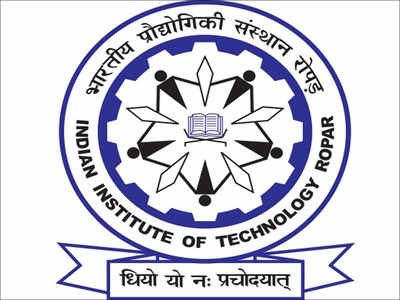 भारतीय प्रौद्योगिकी संस्थान रोपड़
INDIAN INSTITUTE OF TECHNOLOGY ROPAR
धियो यो नः प्रचोदयात्